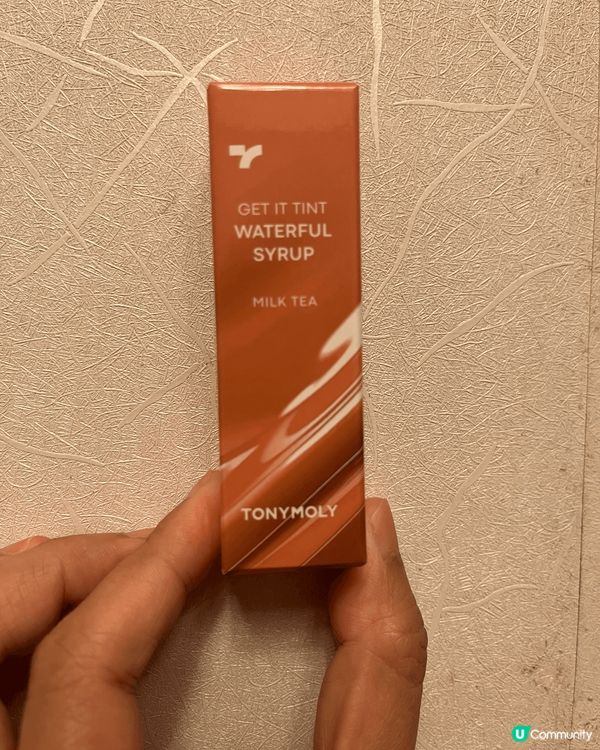 GET IT TINT
WATERFUL
SYRUP
MILK TEA
TONYMOLY
U Community